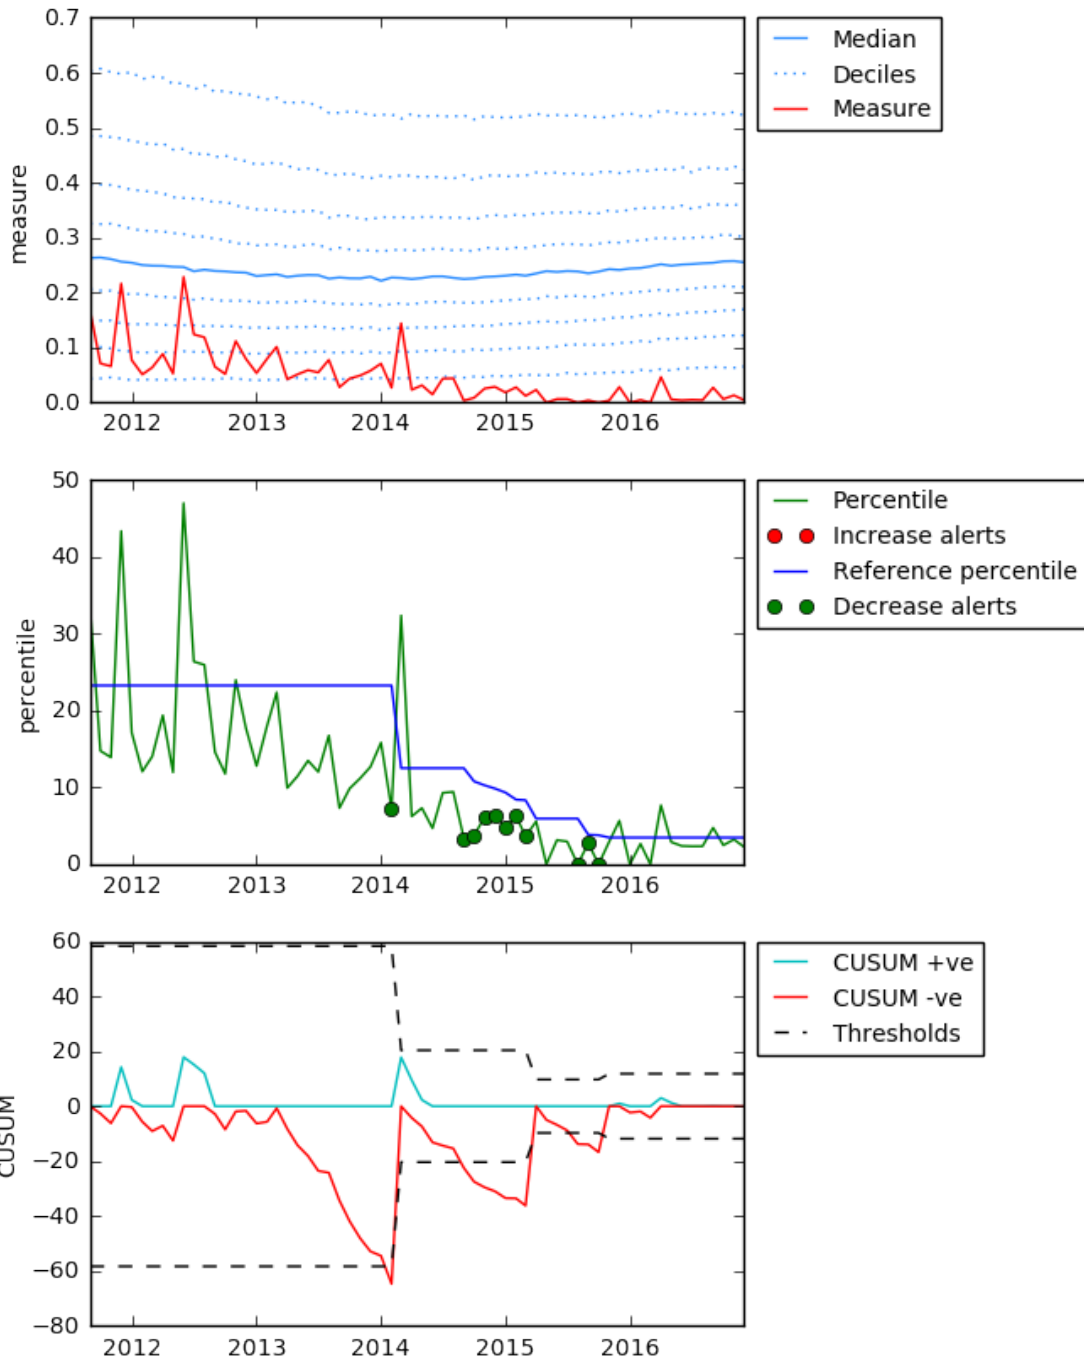 0.7
0.6
0.5
0.4
0.3
0.2
0.1
0.0
measure
2012 2013 2014 2015 2016
Median
Deciles
Measure
50
40
30
20
10
0
percentile
2012 2013 2014 2015 2016
Percentile
Increase alerts
Reference percentile
Decrease alerts
60
40
20
0
−20
−40
−60
−80
CUSUM
2012 2013 2014 2015 2016
CUSUM +ve
CUSUM -ve
Thresholds